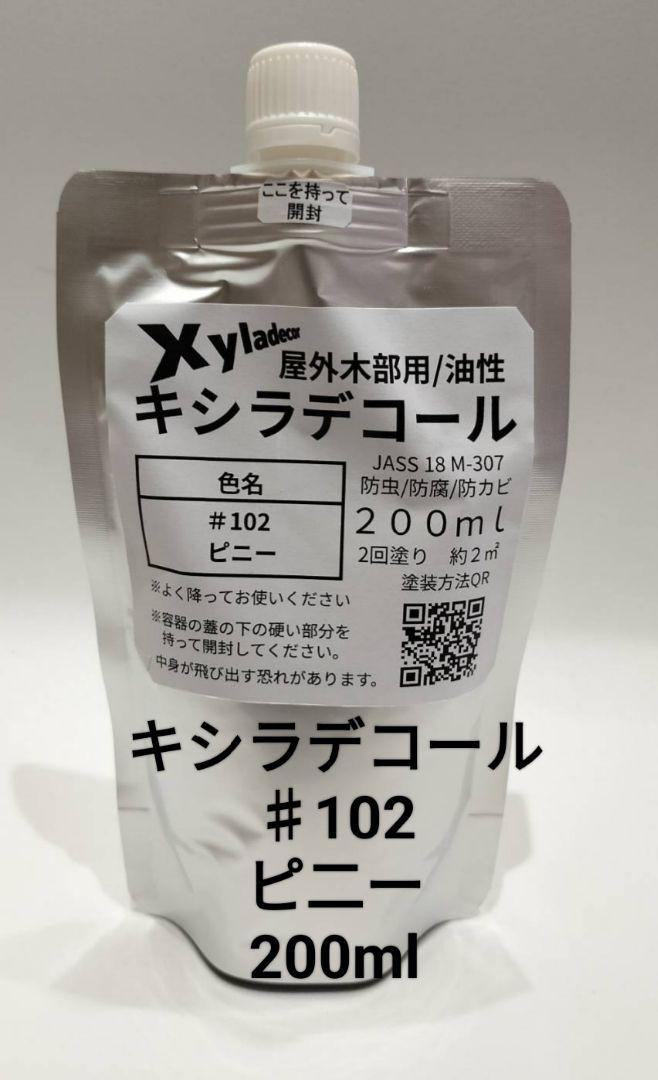 ここを持って
開封
Xyladecor
屋外木部用/油性
キシラデコール
JASS 18 M-307
防虫/防腐/防カビ
色名
#102
ピニー
200ml
2回塗り 約2㎡
塗装方法QR
※よく降ってお使いください
※容器の蓋の下の硬い部分を
持って開封してください。
中身が飛び出す恐れがあります。
キシラデコール
#102
ピニー
200ml